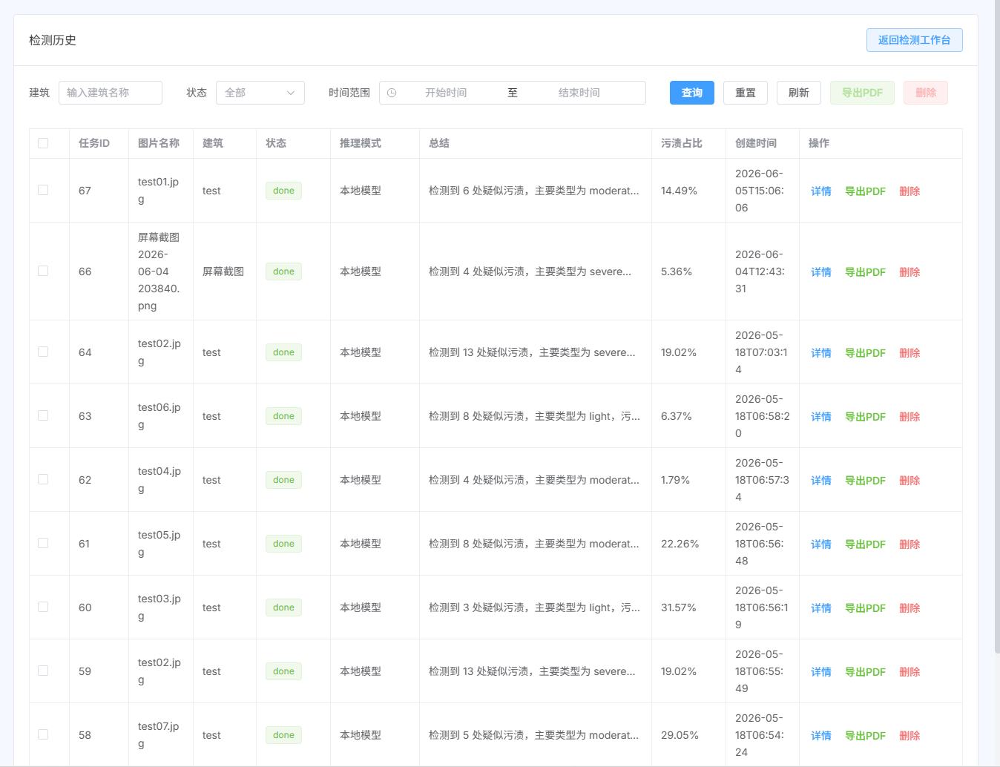 检测历史
返回检测工作台
建筑 输入建筑名称 状态 全部 时间范围 开始时间 至 结束时间 查询 重置 刷新 导出PDF 删除
任务ID 图片名称 建筑 状态 推理模式 总结 污渍占比 创建时间 操作
67 test01.jp
g test done 本地模型 检测到 6 处疑似污渍，主要类型为 moderat... 14.49% 2026-06-
05T15:06:
06 详情 导出PDF 删除
66 屏幕截图
2026-
06-04
203840.
png 屏幕截图 done 本地模型 检测到 4 处疑似污渍，主要类型为 severe... 5.36% 2026-06-
04T12:43:
31 详情 导出PDF 删除
64 test02.jp
g test done 本地模型 检测到 13 处疑似污渍，主要类型为 severe... 19.02% 2026-05-
18T07:03:1
4 详情 导出PDF 删除
63 test06.jp
g test done 本地模型 检测到 8 处疑似污渍，主要类型为 light，污... 6.37% 2026-05-
18T06:58:2
0 详情 导出PDF 删除
62 test04.jp
g test done 本地模型 检测到 4 处疑似污渍，主要类型为 moderat... 1.79% 2026-05-
18T06:57:3
4 详情 导出PDF 删除
61 test05.jp
g test done 本地模型 检测到 8 处疑似污渍，主要类型为 moderat... 22.26% 2026-05-
18T06:56:
48 详情 导出PDF 删除
60 test03.jp
g test done 本地模型 检测到 3 处疑似污渍，主要类型为 light，污... 31.57% 2026-05-
18T06:56:1
9 详情 导出PDF 删除
59 test02.jp
g test done 本地模型 检测到 13 处疑似污渍，主要类型为 severe... 19.02% 2026-05-
18T06:55:
49 详情 导出PDF 删除
58 test07.jp
g test done 本地模型 检测到 5 处疑似污渍，主要类型为 moderat... 29.05% 2026-05-
18T06:54:
24 详情 导出PDF 删除